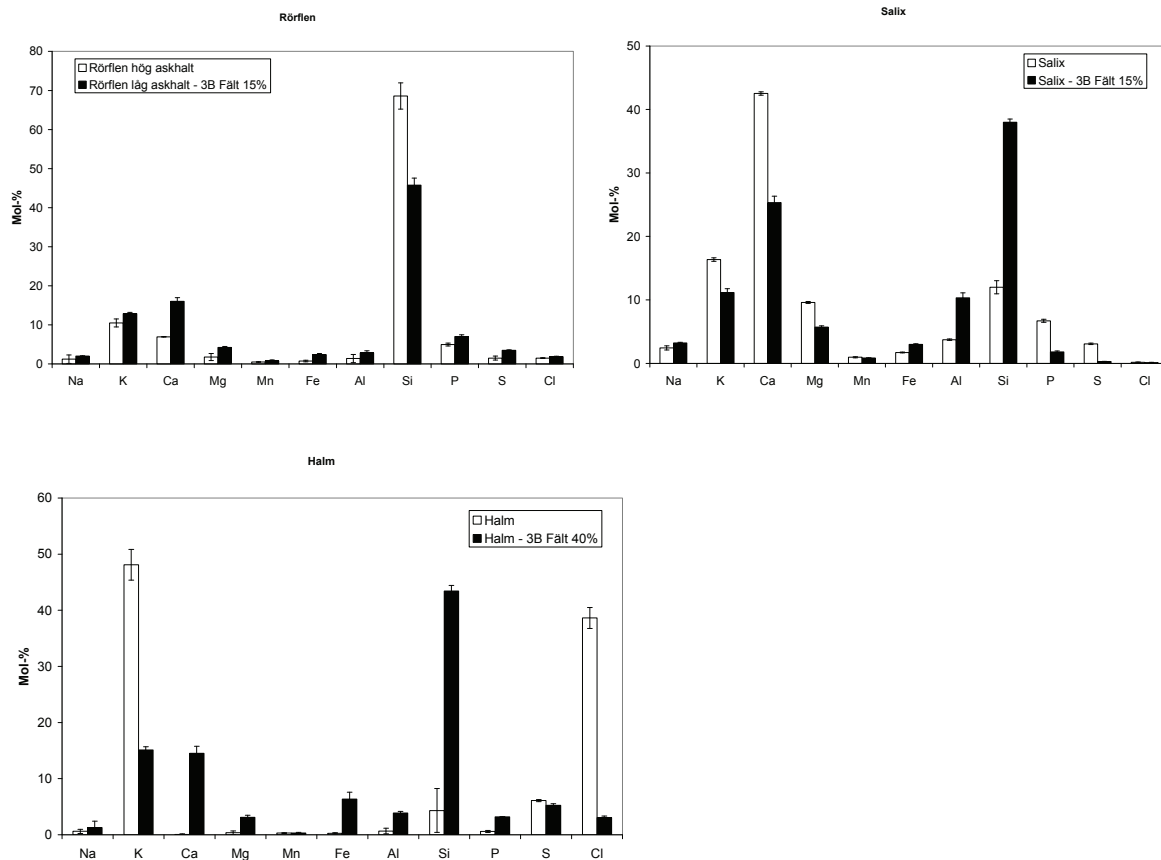 Rörflen
80
70
60
50
40
30
20
10
0
Mol-%
Rörflen hög askhalt
Rörflen låg askhalt - 3B Fält 15%
Na K Ca Mg Mn Fe Al Si P S Cl
Salix
50
40
30
20
10
0
Mol-%
Salix
Salix - 3B Fält 15%
Na K Ca Mg Mn Fe Al Si P S Cl
Halm
60
50
40
30
20
10
0
Mol-%
Halm
Halm - 3B Fält 40%
Na K Ca Mg Mn Fe Al Si P S Cl